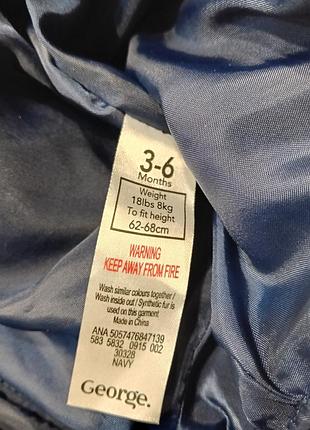 3-6
Months
Weight
18lbs 8kg
To fit height
62-68cm
WARNING
KEEP AWAY FROM FIRE
Wash similar colours together /
Wash inside out / Synthetic fur is
used on this garment
Made in China
ANA 5057476847139
583 5832 0915 002
30328
NAVY
George.